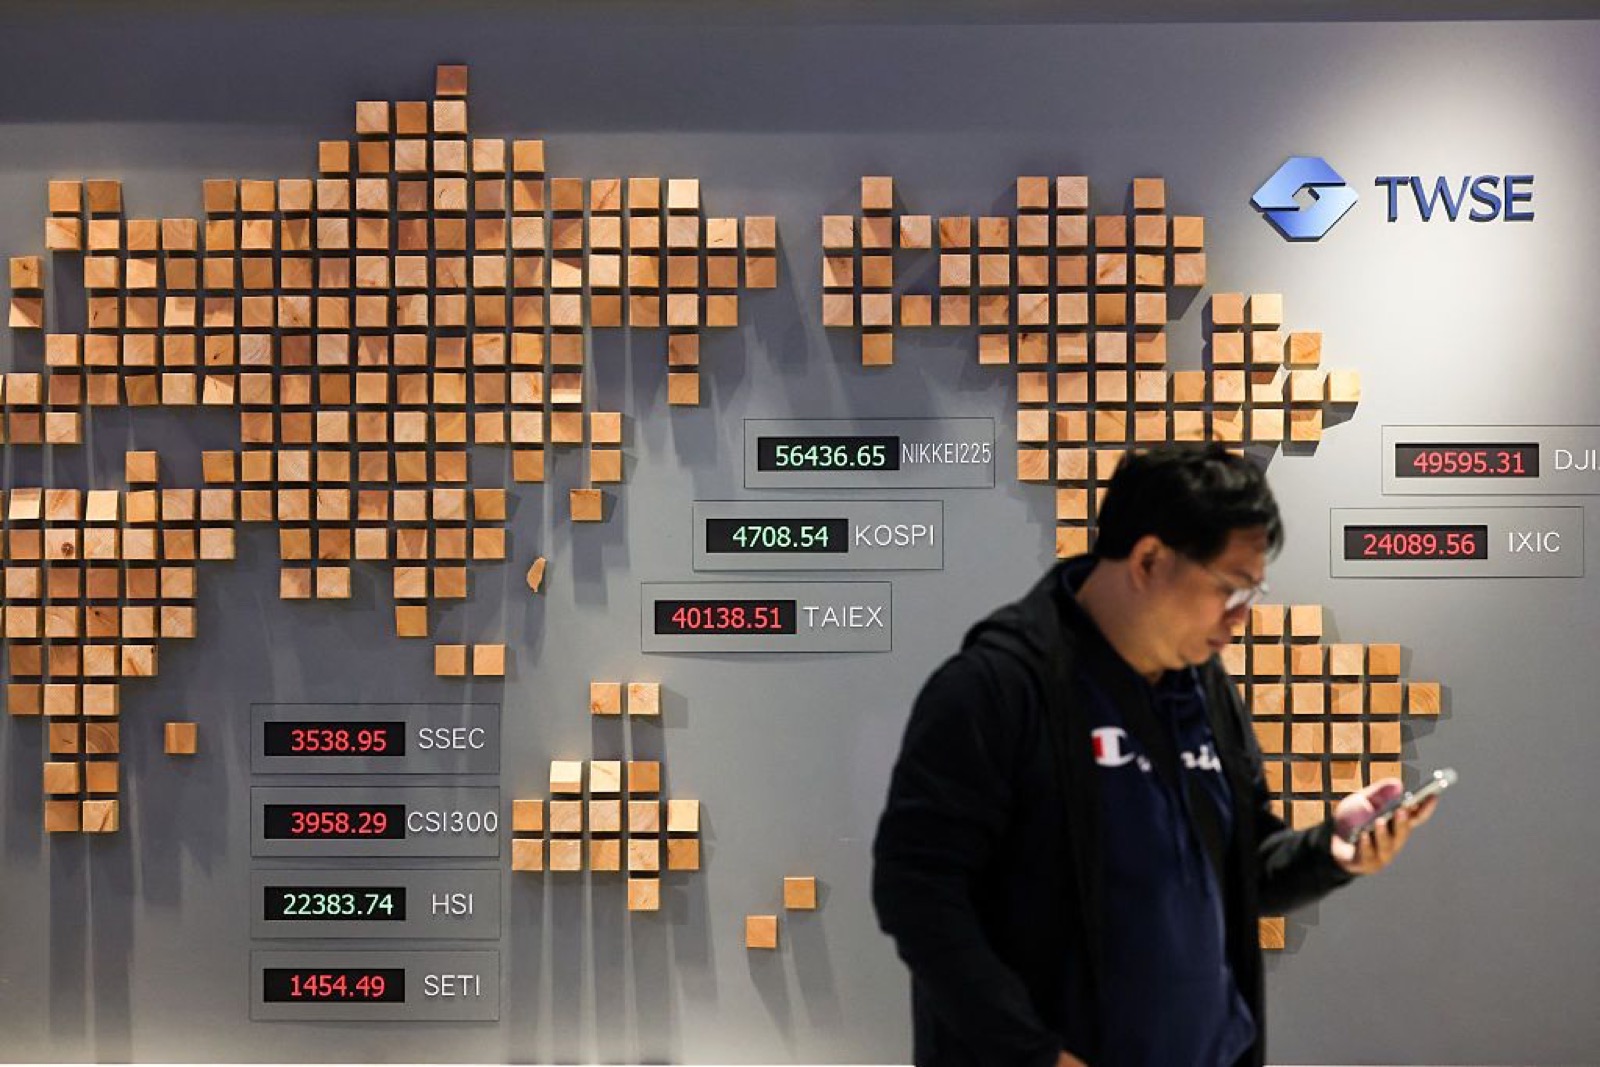 TWSE
56436.65 NIKKEI225
49595.31 DJI
4708.54 KOSPI
24089.56 IXIC
40138.51 TAIEX
3538.95 SSEC
3958.29 CSI300
22383.74 HSI
1454.49 SETI